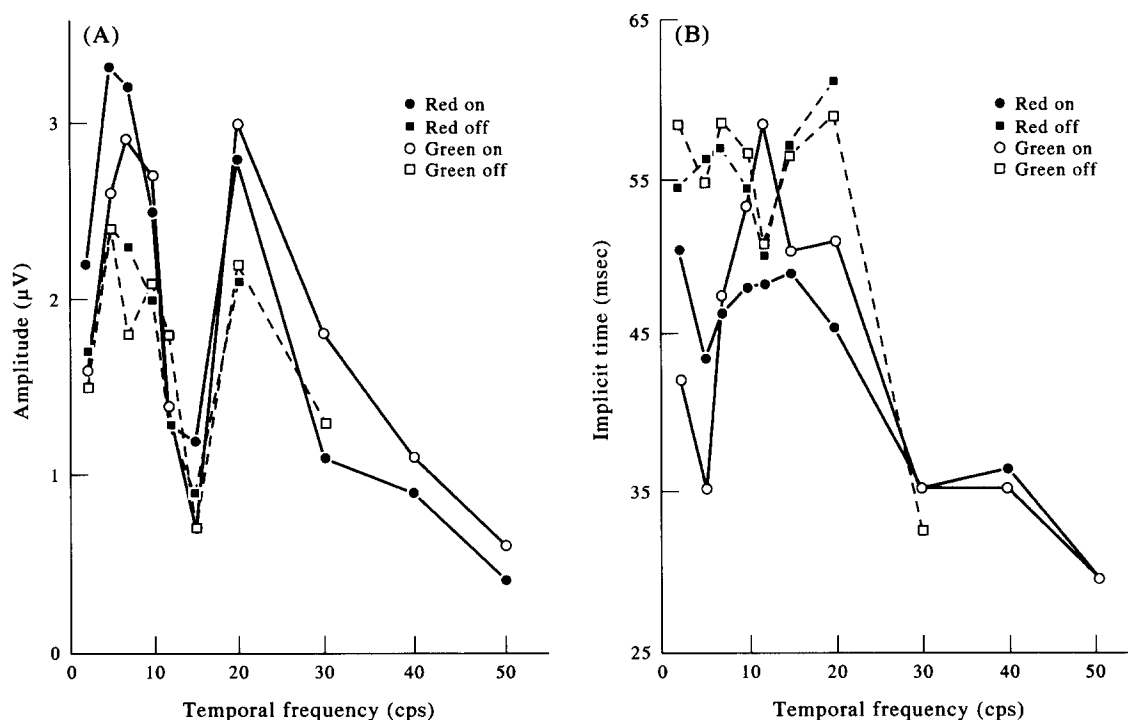 (A)
Red on
Red off
Green on
Green off
3
2
1
0
Amplitude (µV)
0 10 20 30 40 50
Temporal frequency (cps)
(B)
Red on
Red off
Green on
Green off
65
55
45
35
25
Implicit time (msec)
0 10 20 30 40 50
Temporal frequency (cps)